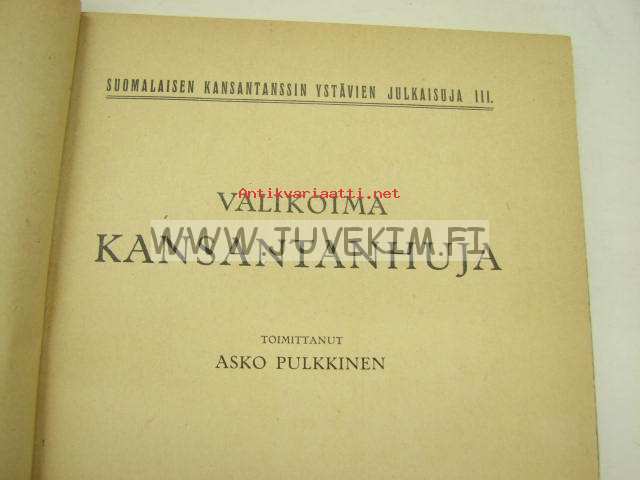 SUOMALAISEN KANSANTANSSIN YSTÄVIEN JULKAISUJA III.
Antikvariaatti.net
VALIKOIMA
WWW.JUVEKIM.FI
KANSANTANHUJA
TOIMITTANUT
ASKO PULKKINEN